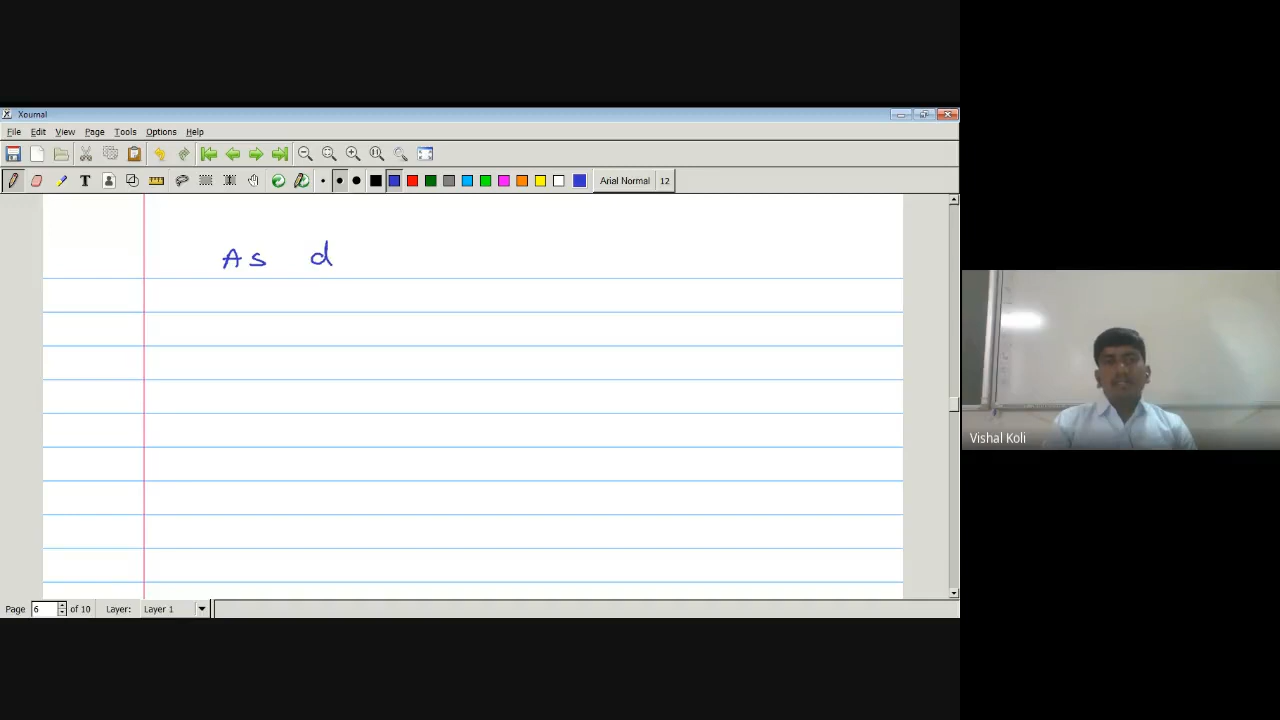 Xournal
File Edit View Page Tools Options Help
T Arial Normal 12
As d
Vishal Koli
Page 6 of 10 Layer: Layer 1